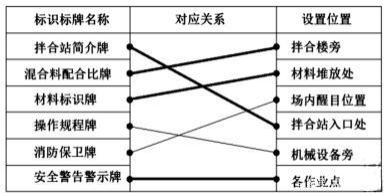 标识标牌名称 对应关系 设置位置
拌合站简介牌 拌合楼旁
混合料配合比牌 材料堆放处
材料标识牌 场内醒目位置
操作规程牌 拌合站入口处
消防保卫牌 机械设备旁
安全警告警示牌 各作业点